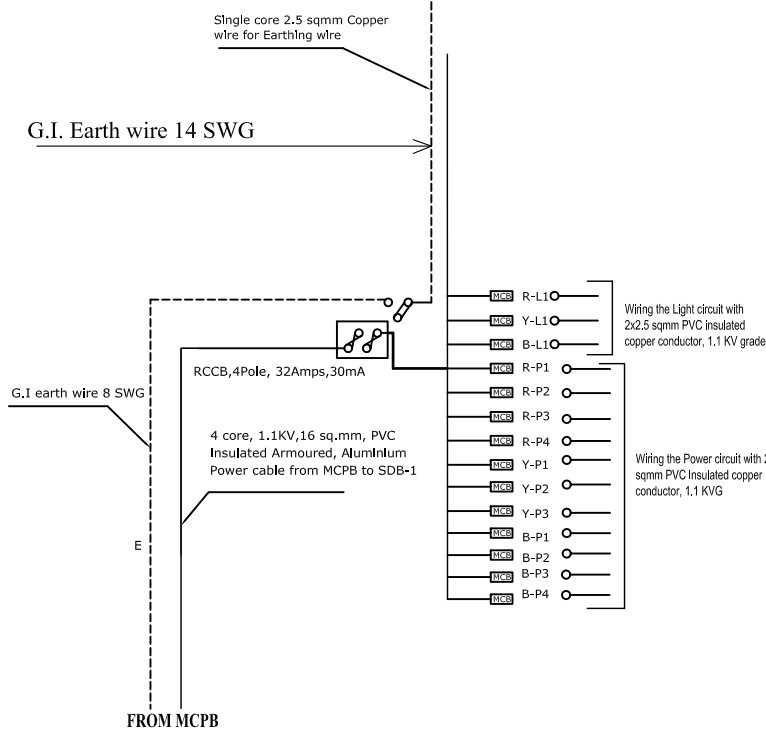 Single core 2.5 sqmm Copper
wire for Earthing wire
G.I. Earth wire 14 SWG
MCB R-L1
MCB Y-L1
MCB B-L1
Wiring the Light circuit with
2x2.5 sqmm PVC insulated
copper conductor, 1.1 KV grade
RCCB,4Pole, 32Amps,30mA
MCB R-P1
MCB R-P2
MCB R-P3
MCB R-P4
MCB Y-P1
MCB Y-P2
MCB Y-P3
MCB B-P1
MCB B-P2
MCB B-P3
MCB B-P4
Wiring the Power circuit with 2
sqmm PVC Insulated copper
conductor, 1.1 KVG
G.I earth wire 8 SWG
4 core, 1.1KV,16 sq.mm, PVC
Insulated Armoured, Aluminium
Power cable from MCPB to SDB-1
E
FROM MCPB